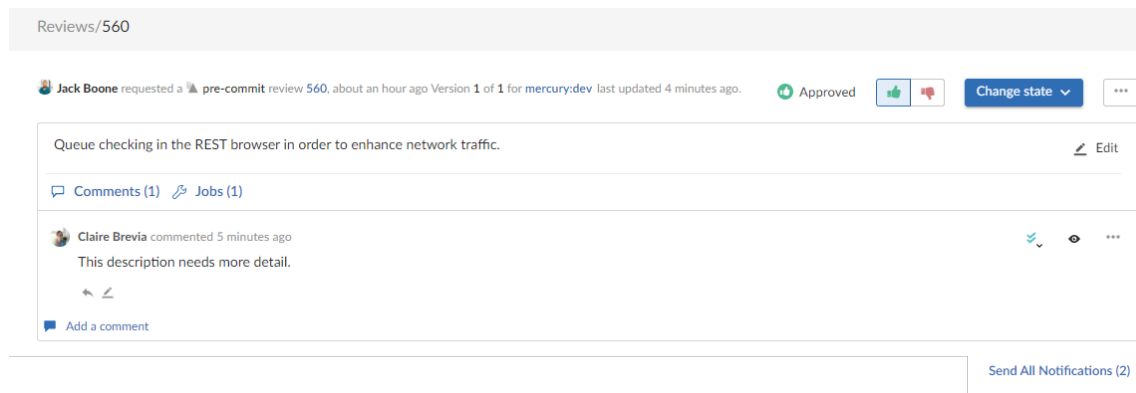 Reviews/560
Jack Boone requested a pre-commit review 560, about an hour ago Version 1 of 1 for mercury:dev last updated 4 minutes ago. Approved Change state
Queue checking in the REST browser in order to enhance network traffic. Edit
Comments (1) Jobs (1)
Claire Brevia commented 5 minutes ago
This description needs more detail.
Add a comment
Send All Notifications (2)